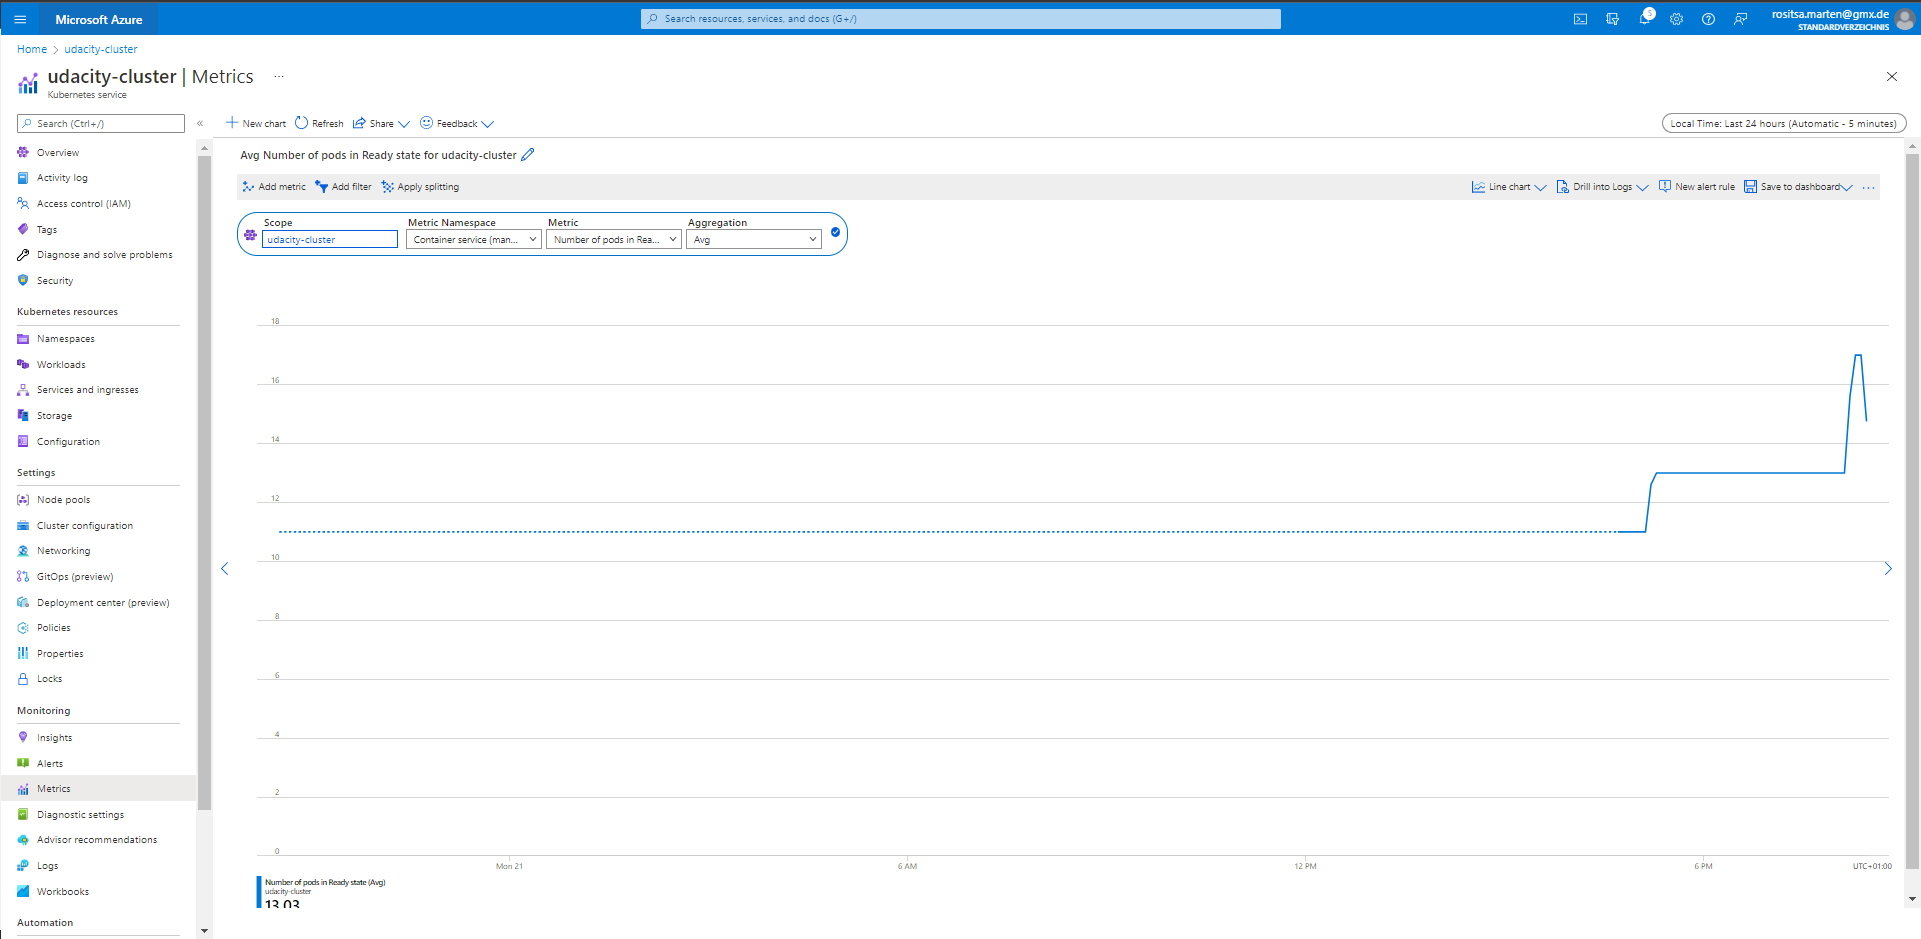 Microsoft Azure
Search resources, services, and docs (G+/)
5
rositsa.marten@gmx.de
STANDARDVERZEICHNIS
Home > udacity-cluster
udacity-cluster | Metrics ...
Kubernetes service
Search (Ctrl+/)
«
New chart
Refresh
Share
Feedback
Local Time: Last 24 hours (Automatic - 5 minutes)
Overview
Activity log
Access control (IAM)
Tags
Diagnose and solve problems
Security
Kubernetes resources
Namespaces
Workloads
Services and ingresses
Storage
Configuration
Settings
Node pools
Cluster configuration
Networking
GitOps (preview)
Deployment center (preview)
Policies
Properties
Locks
Monitoring
Insights
Alerts
Metrics
Diagnostic settings
Advisor recommendations
Logs
Workbooks
Automation
Avg Number of pods in Ready state for udacity-cluster
Add metric
Add filter
Apply splitting
Line chart
Drill into Logs
New alert rule
Save to dashboard
...
Scope
udacity-cluster
Metric Namespace
Container service (man...
Metric
Number of pods in Rea...
Aggregation
Avg
18
16
14
12
10
8
6
4
2
0
Mon 21
6 AM
12 PM
6 PM
UTC+01:00
Number of pods in Ready state (Avg)
udacity-cluster
13.03